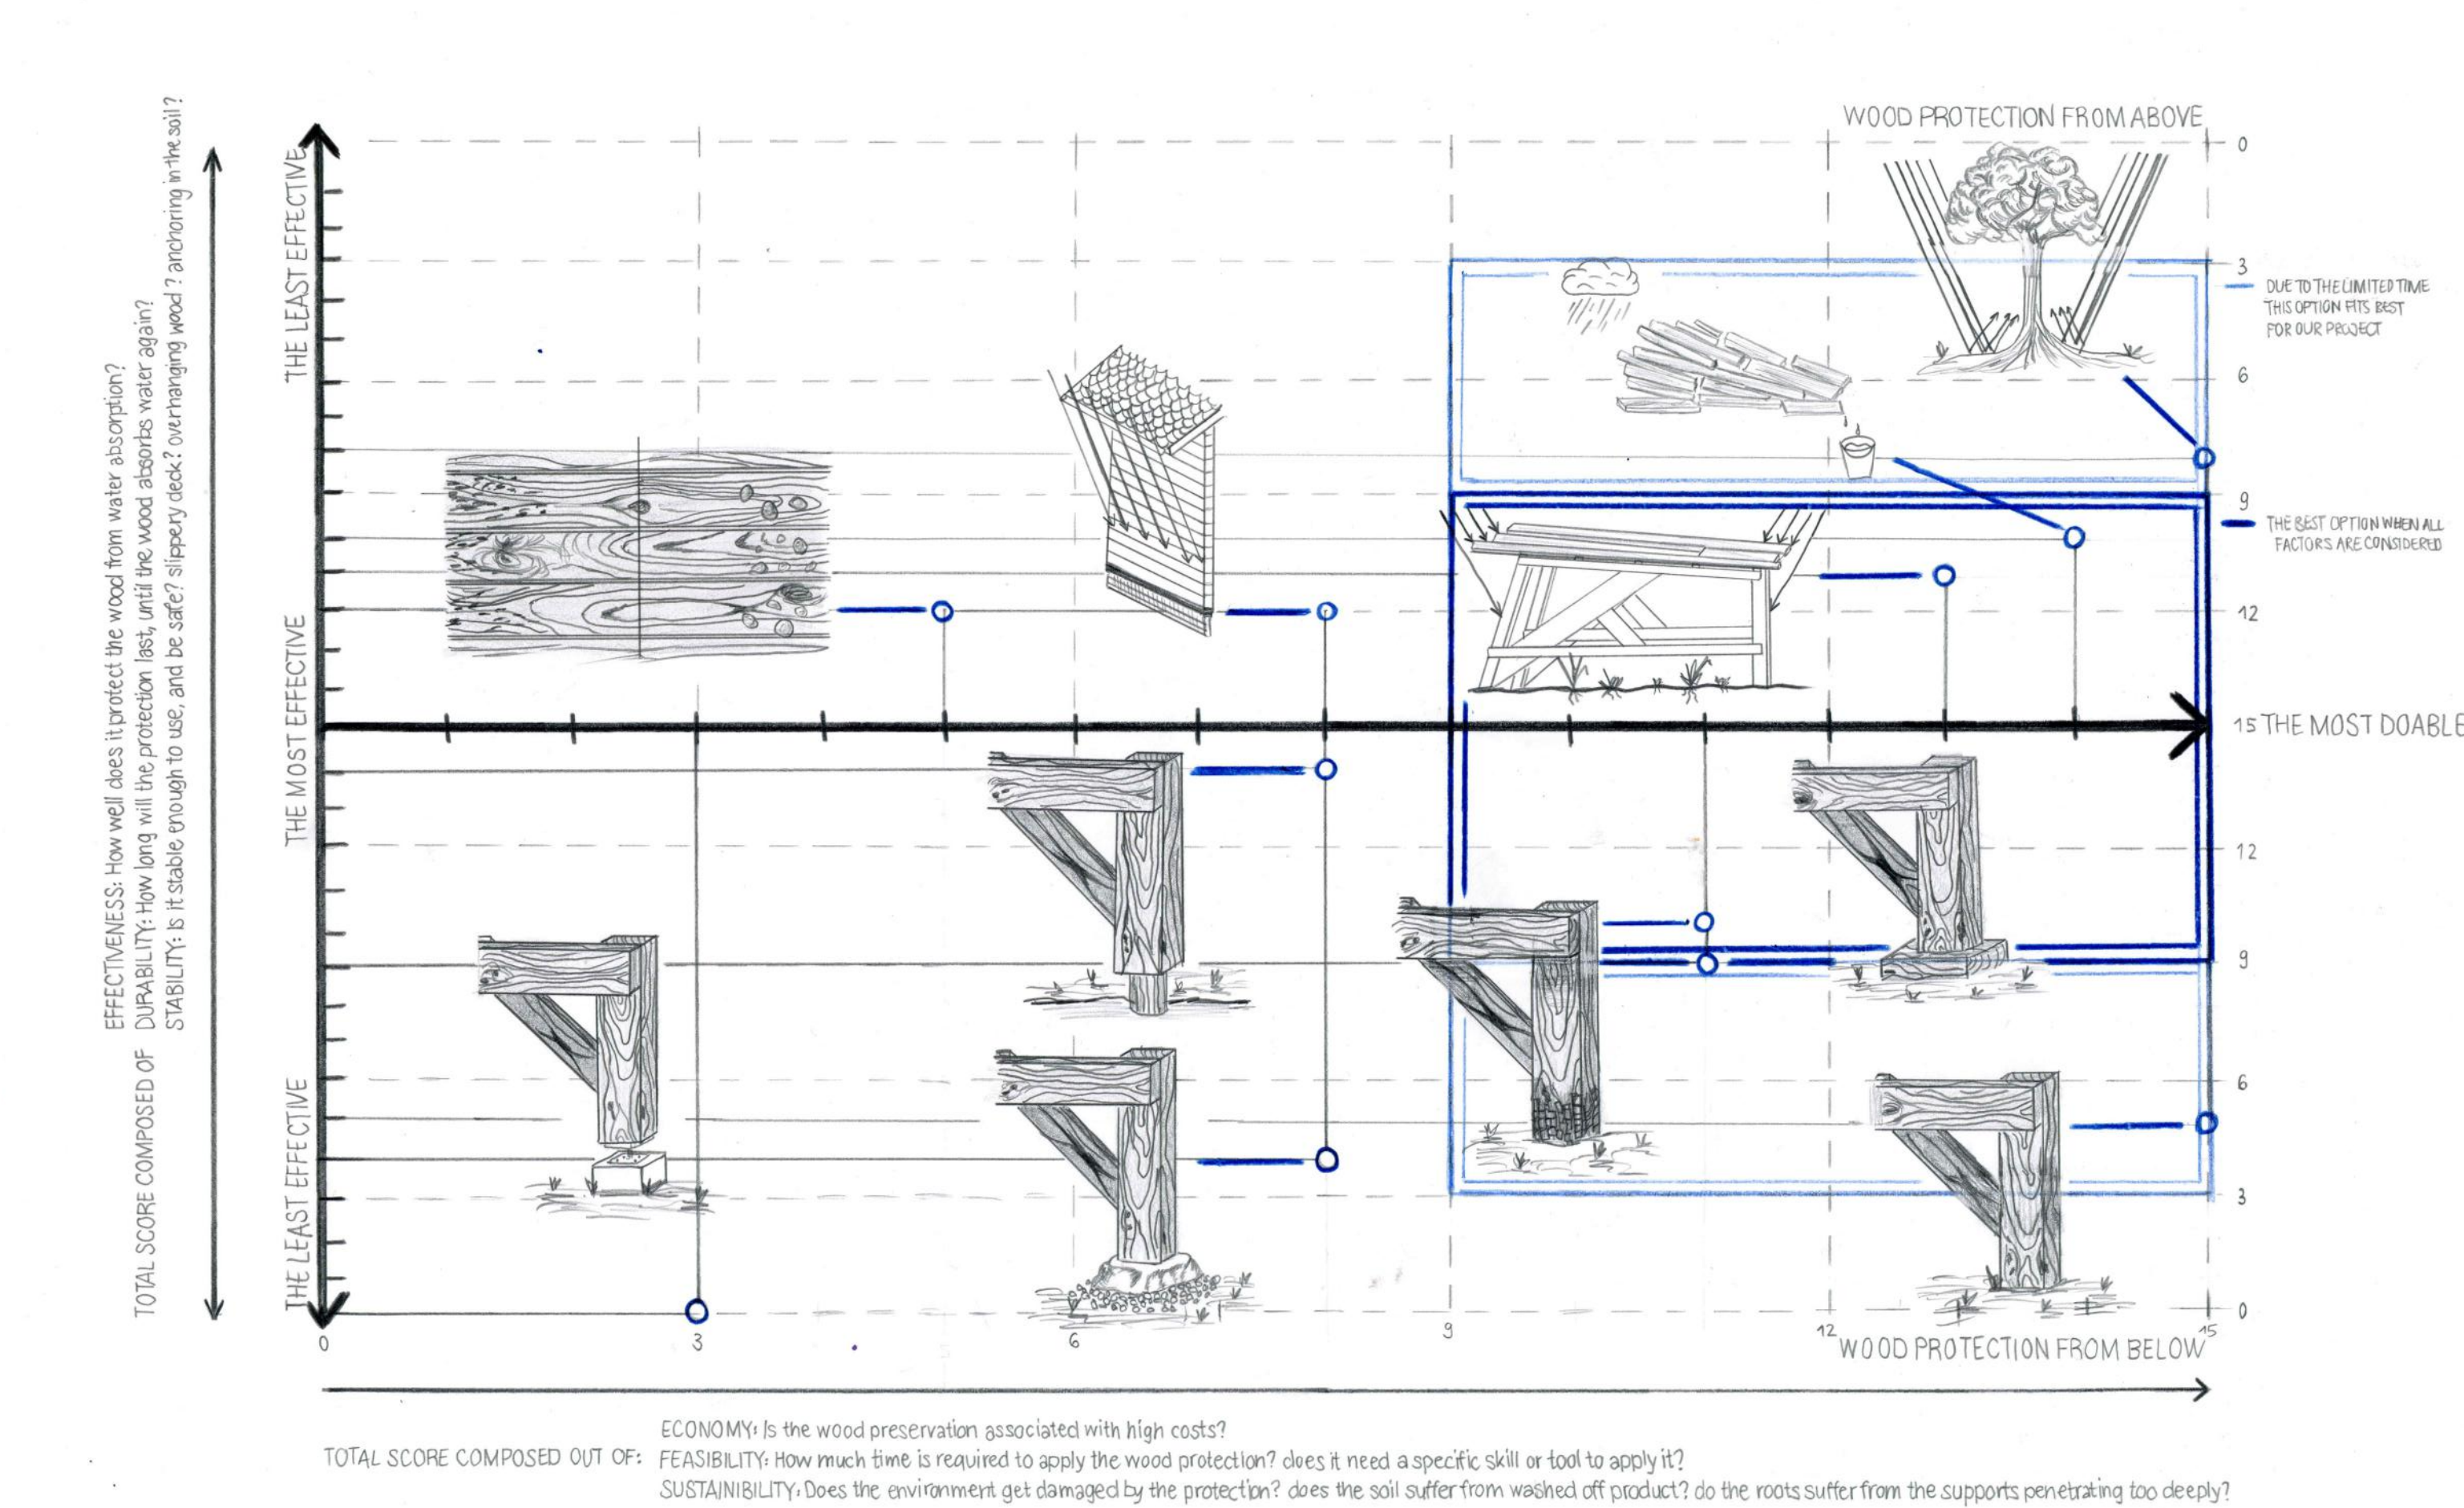 WOOD PROTECTION FROM ABOVE
0
3
DUE TO THE LIMITED TIME
THIS OPTION FITS BEST
FOR OUR PROJECT
6
9
THE BEST OPTION WHEN ALL
FACTORS ARE CONSIDERED
12
15 THE MOST DOABLE
12
9
6
3
0
THE LEAST EFFECTIVE
THE MOST EFFECTIVE
THE LEAST EFFECTIVE
TOTAL SCORE COMPOSED OF
EFFECTIVENESS: How well does it protect the wood from water absorption?
DURABILITY: How long will the protection last, until the wood absorbs water again?
STABILITY: Is it stable enough to use, and be safe? slippery deck? overhanging wood? anchoring in the soil?
0 3 6 9 12 15
WOOD PROTECTION FROM BELOW
TOTAL SCORE COMPOSED OUT OF:
ECONOMY: Is the wood preservation associated with high costs?
FEASIBILITY: How much time is required to apply the wood protection? does it need a specific skill or tool to apply it?
SUSTAINIBILITY: Does the environment get damaged by the protection? does the soil suffer from washed off product? do the roots suffer from the supports penetrating too deeply?